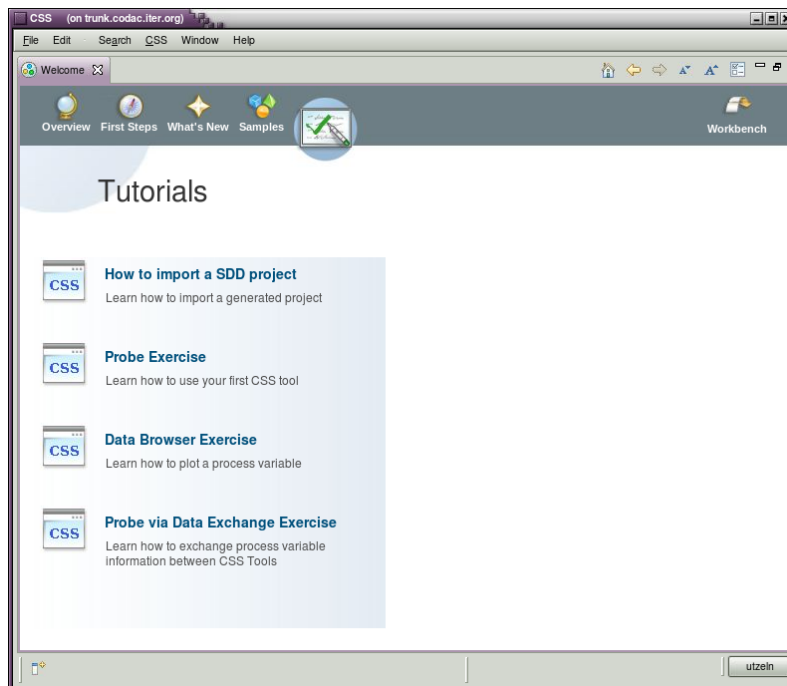 CSS (on trunk.codac.iter.org)
File Edit Search CSS Window Help
Welcome
Overview First Steps What's New Samples
Workbench
Tutorials
CSS
How to import a SDD project
Learn how to import a generated project
CSS
Probe Exercise
Learn how to use your first CSS tool
CSS
Data Browser Exercise
Learn how to plot a process variable
CSS
Probe via Data Exchange Exercise
Learn how to exchange process variable
information between CSS Tools
utzeln